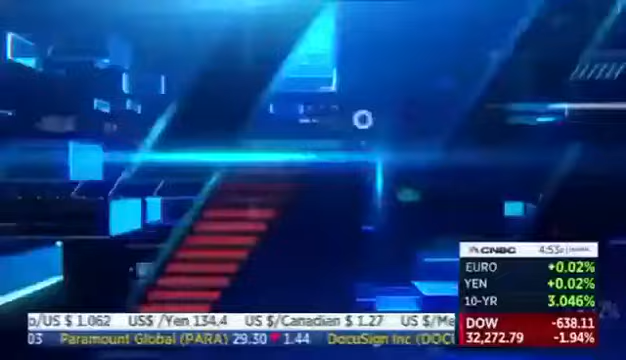 CNBC 4:53
EURO +0.02%
YEN +0.02%
10-YR 3.046%
DOW -638.11
32,272.79 -1.94%
o/US $ 1.062 US$ /Yen 134.4 US $/Canadian $ 1.27 US $/Me
03 Paramount Global (PARA) 29.30 ▼ 1.44 DocuSign Inc (DOC